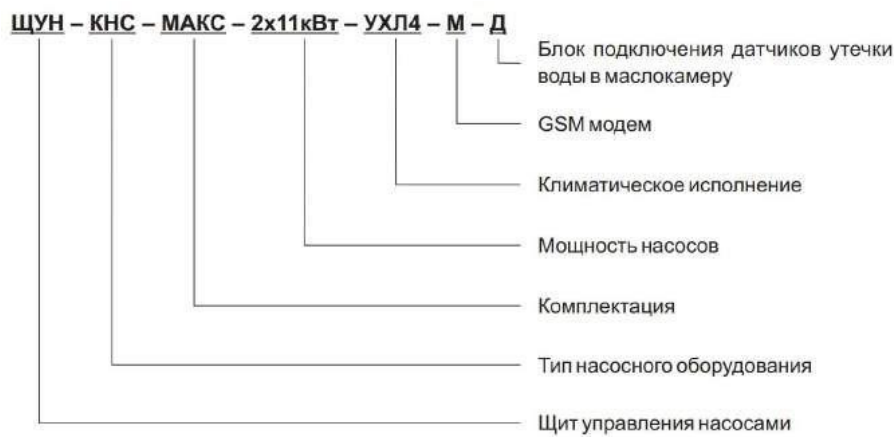 ЩУН – КНС – МАКС – 2х11кВт – УХЛ4 – М – Д
Блок подключения датчиков утечки
воды в маслокамеру
GSM модем
Климатическое исполнение
Мощность насосов
Комплектация
Тип насосного оборудования
Щит управления насосами